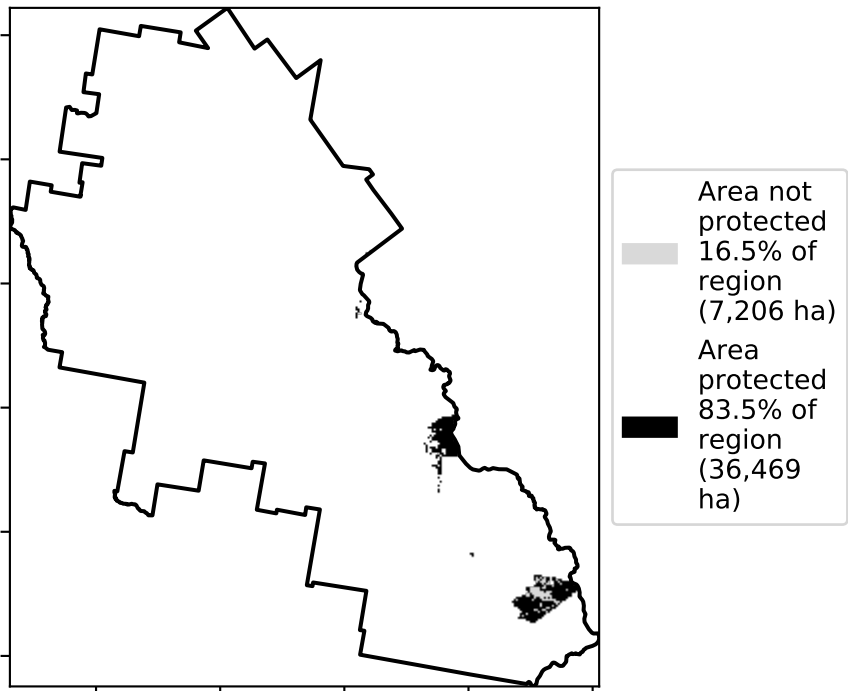 Area not
protected
16.5% of
region
(7,206 ha)
Area
protected
83.5% of
region
(36,469
ha)